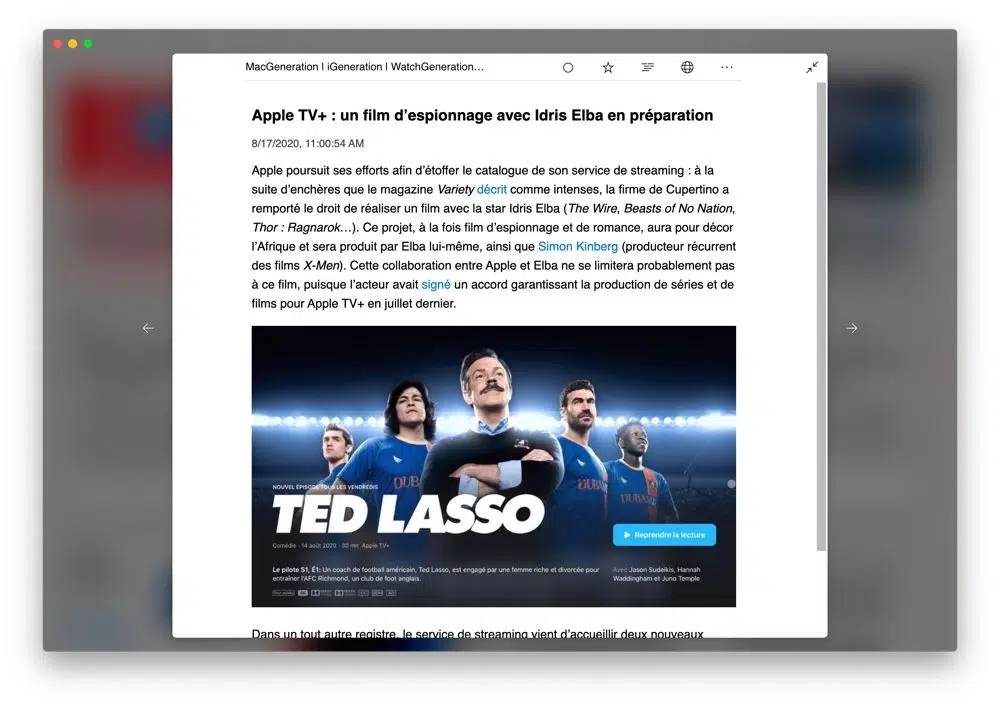 MacGeneration | iGeneration | WatchGeneration…
Apple TV+ : un film d’espionnage avec Idris Elba en préparation
8/17/2020, 11:00:54 AM
Apple poursuit ses efforts afin d’étoffer le catalogue de son service de streaming : à la
suite d’enchères que le magazine Variety décrit comme intenses, la firme de Cupertino a
remporté le droit de réaliser un film avec la star Idris Elba (The Wire, Beasts of No Nation,
Thor : Ragnarok…). Ce projet, à la fois film d’espionnage et de romance, aura pour décor
l’Afrique et sera produit par Elba lui-même, ainsi que Simon Kinberg (producteur récurrent
des films X-Men). Cette collaboration entre Apple et Elba ne se limitera probablement pas
à ce film, puisque l’acteur avait signé un accord garantissant la production de séries et de
films pour Apple TV+ en juillet dernier.
DUBA
DUBA
DUBA
NOUVEL ÉPISODE TOUS LES VENDREDIS
TED LASSO
Comédie · 14 août 2020 · 30 mn Apple TV+
Reprendre la lecture
Le pilote S1, É1: Un coach de football américain, Ted Lasso, est engagé par une femme riche et divorcée pour
entraîner l’AFC Richmond, un club de foot anglais.
Avec Jason Sudeikis, Hannah
Waddingham et Juno Temple
4K
CC
AD
Dans un tout autre registre, le service de streaming vient d’accueillir deux nouveaux